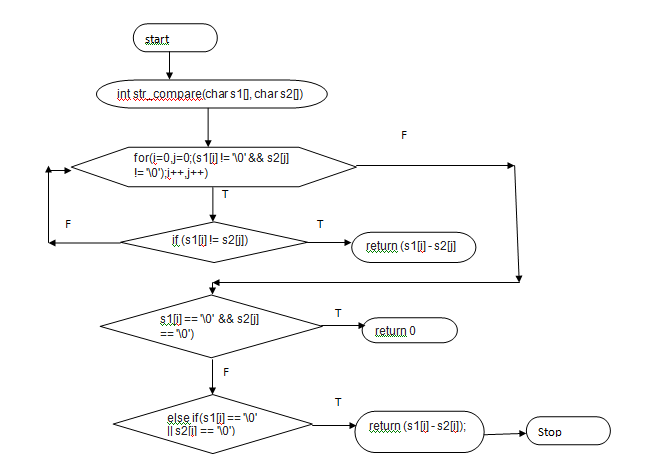 start
int str_compare(char s1[], char s2[])
F
for(i=0,j=0;(s1[i] != '\0' && s2[j]
!= '\0');i++,j++)
T
F
T
if (s1[i] != s2[j])
return (s1[i] - s2[j]
T
s1[i] == '\0' && s2[j]
== '\0')
return 0
F
T
else if(s1[i] == '\0'
|| s2[j] == '\0')
return (s1[i] - s2[j]);
Stop